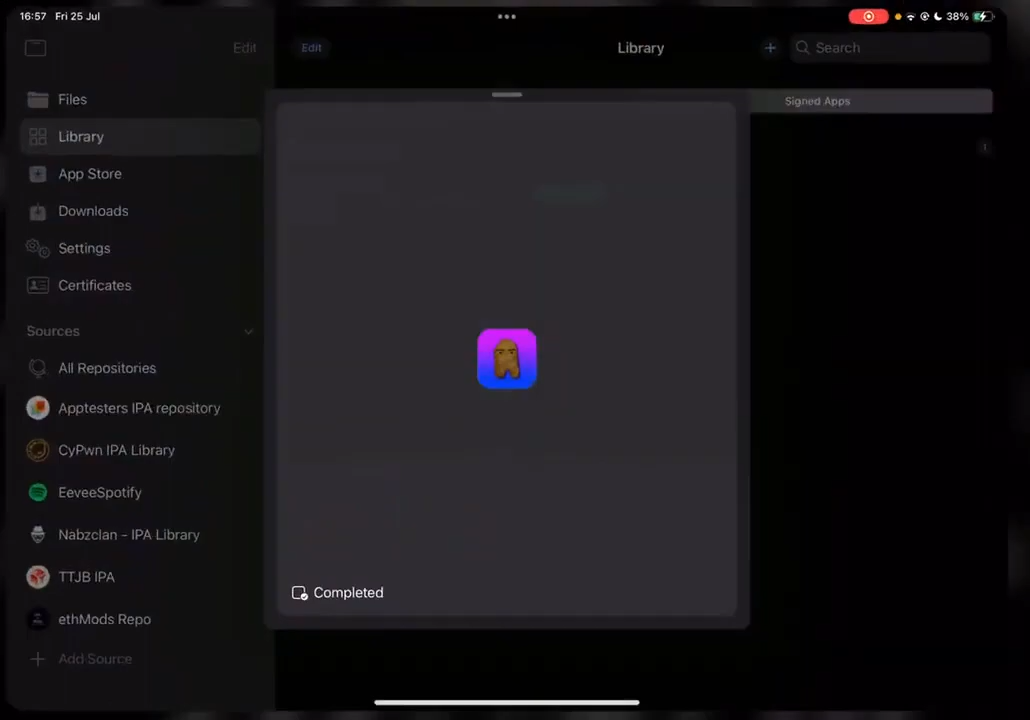 16:57 Fri 25 Jul
38%
Edit
Edit
Library
Search
Files
Library
App Store
Downloads
Settings
Certificates
Sources
All Repositories
Apptesters IPA repository
CyPwn IPA Library
EeveeSpotify
Nabzclan - IPA Library
TTJB IPA
ethMods Repo
Add Source
Signed Apps
1
Completed